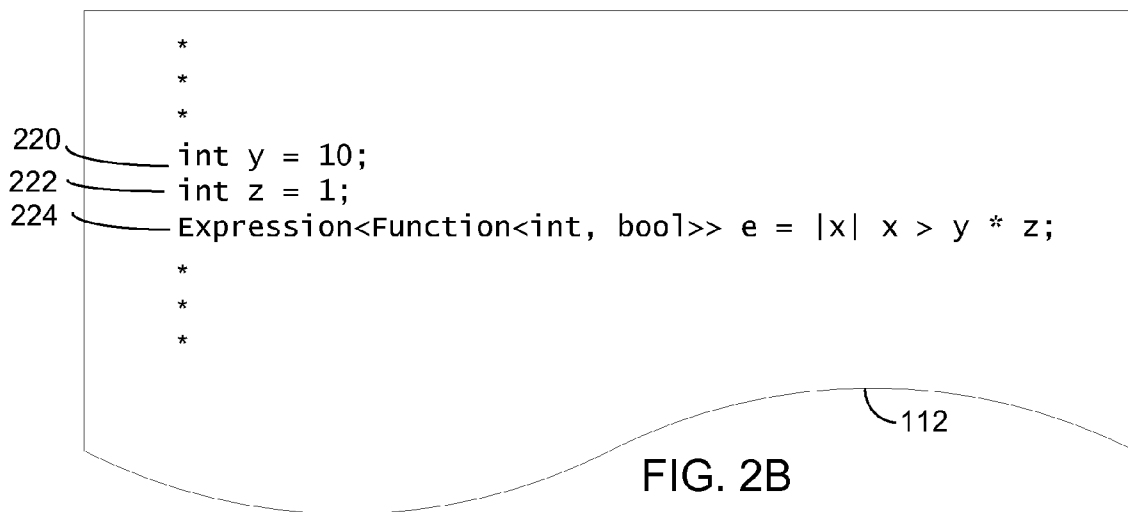 *
*
*
220 int y = 10;
222 int z = 1;
224 Expression<Function<int, bool>> e = |x| x > y * z;
*
*
*
112
FIG. 2B